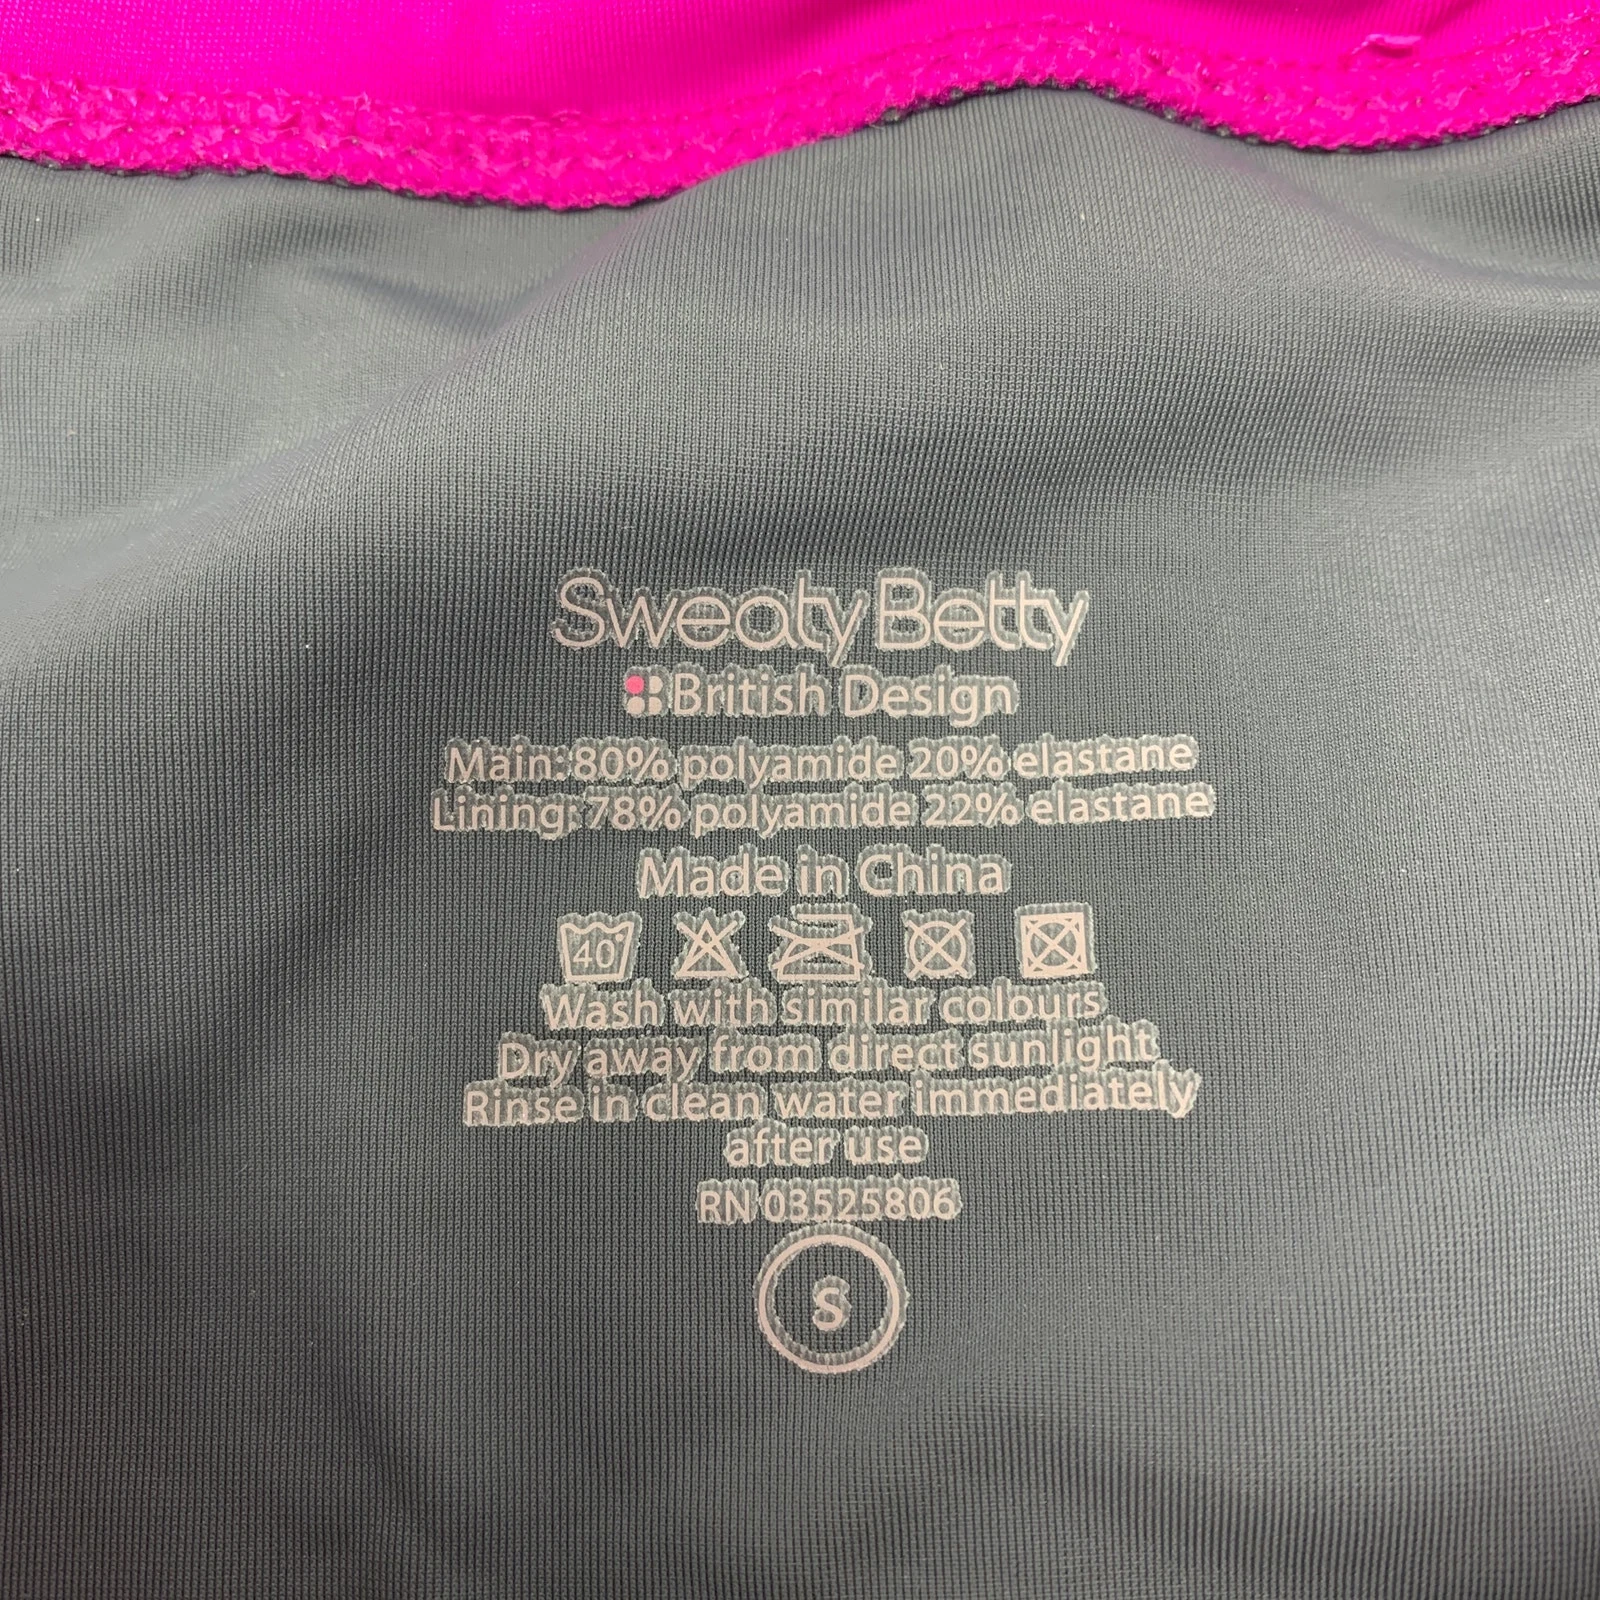 Sweaty Betty
British Design
Main: 80% polyamide 20% elastane
Lining: 78% polyamide 22% elastane
Made in China
40°
Wash with similar colours
Dry away from direct sunlight
Rinse in clean water immediately
after use
RN 03525806
S